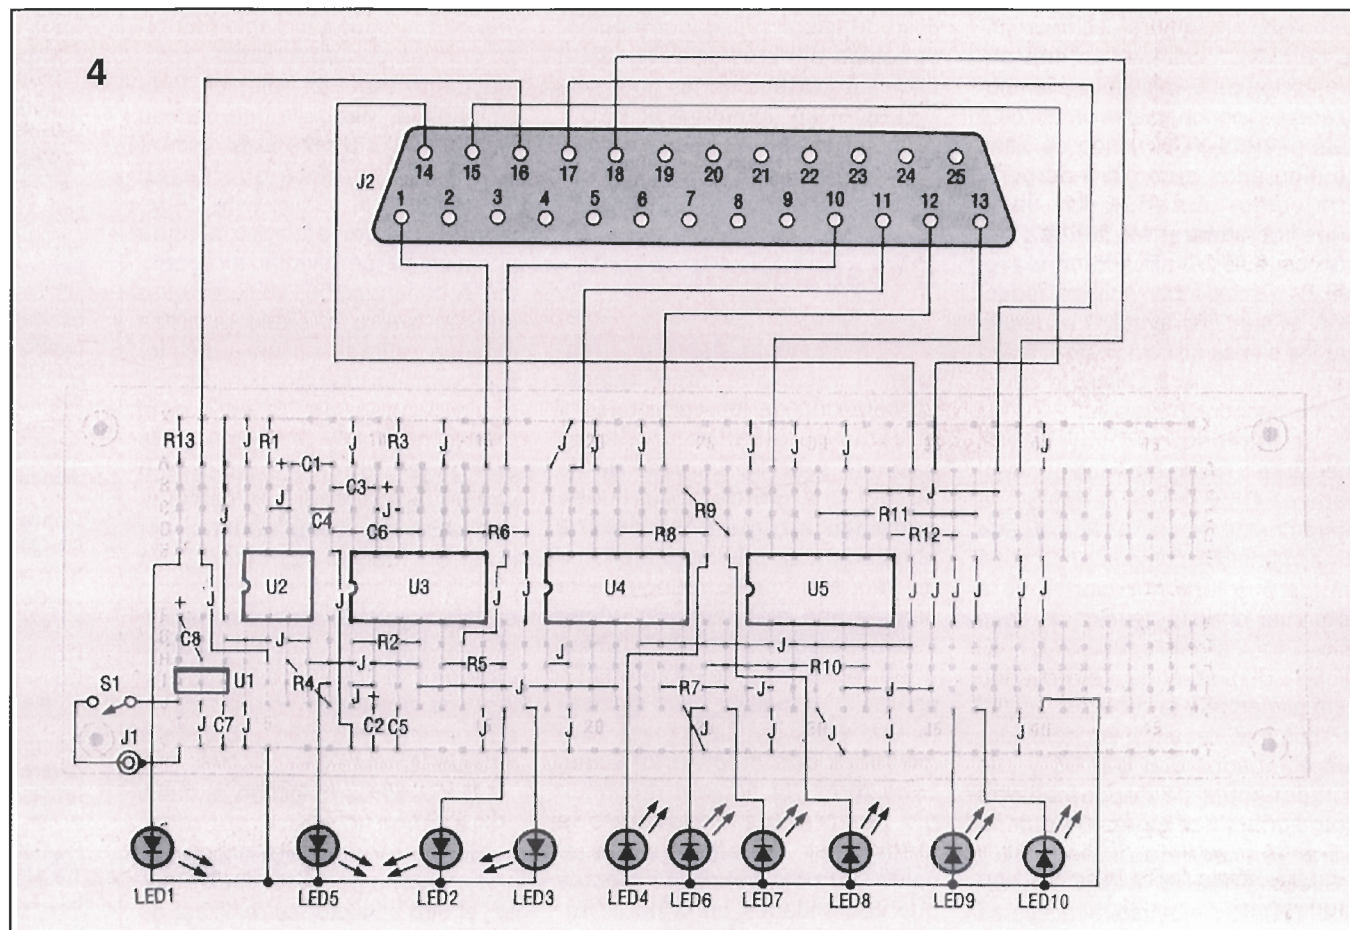 4
14 15 16 17 18 19 20 21 22 23 24 25
J2
1 2 3 4 5 6 7 8 9 10 11 12 13
R13 J R1 R3 J J J J J J J J
C1
C3 +
J J
C4
C6 R6 R8 R9 J R11 R12
J
U2 U3 U4 U5
J J J J J J J J J J
+
C8 J R2 J
U1 R4 J R5 J R10
S1 J + J R7 J J
J1 J C7 J C2 C5 J J J J J J J
LED1 LED5 LED2 LED3 LED4 LED6 LED7 LED8 LED9 LED10